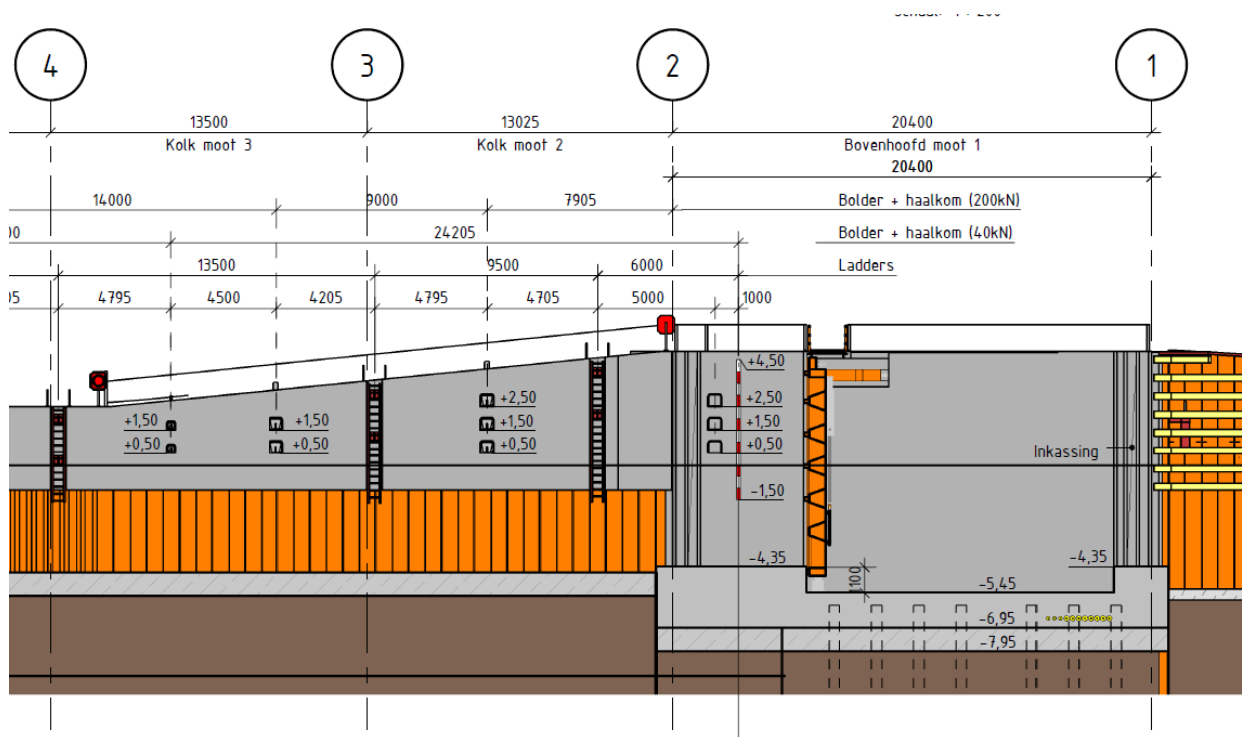 4 3 2 1
13500 13025 20400
Kolk moot 3 Kolk moot 2 Bovenhoofd moot 1
20400
14000 9000 7905 Bolder + haalkom (200kN)
24205 Bolder + haalkom (40kN)
13500 9500 6000 Ladders
4795 4500 4205 4795 4705 5000 1000
+4,50
+2,50 +2,50
+1,50 +1,50 +1,50 +1,50
+0,50 +0,50 +0,50 +0,50
Inkassing
-1,50
-4,35 -4,35
1100
-5,45
-6,95
-7,95